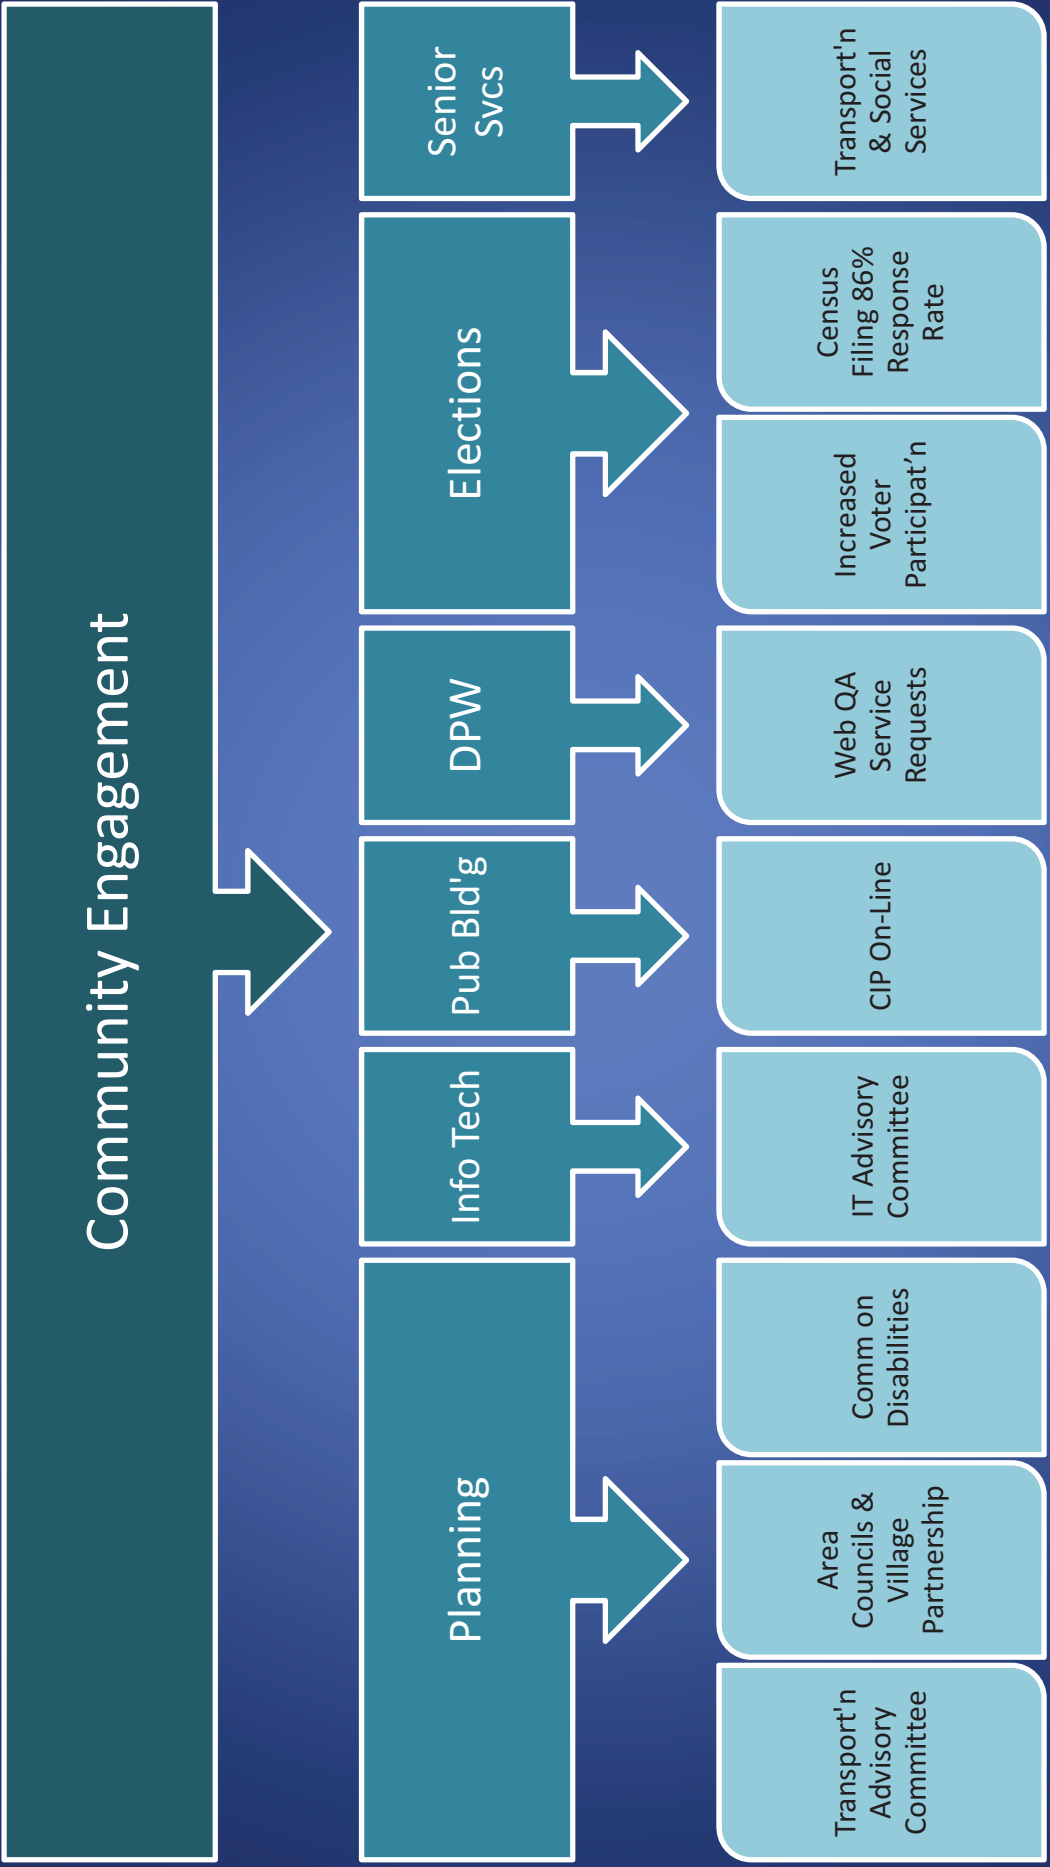 Community Engagement
Planning
Info Tech
Pub Bld'g
DPW
Elections
Senior
Svcs
Transport'n
Advisory
Committee
Area
Councils &
Village
Partnership
Comm on
Disabilities
IT Advisory
Committee
CIP On-Line
Web QA
Service
Requests
Increased
Voter
Participat’n
Census
Filing 86%
Response
Rate
Transport'n
& Social
Services